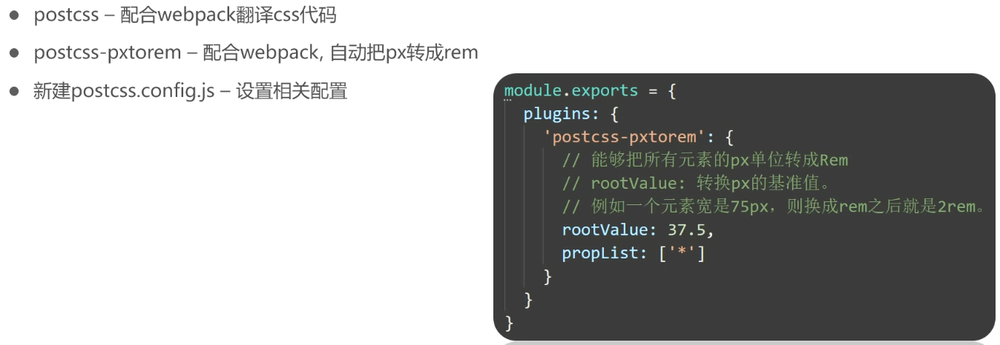 ● postcss – 配合webpack翻译css代码
● postcss-pxtorem – 配合webpack, 自动把px转成rem
● 新建postcss.config.js – 设置相关配置
module.exports = {
  plugins: {
    'postcss-pxtorem': {
      // 能够把所有元素的px单位转成Rem
      // rootValue: 转换px的基准值。
      // 例如一个元素宽是75px，则换成rem之后就是2rem。
      rootValue: 37.5,
      propList: ['*']
    }
  }
}